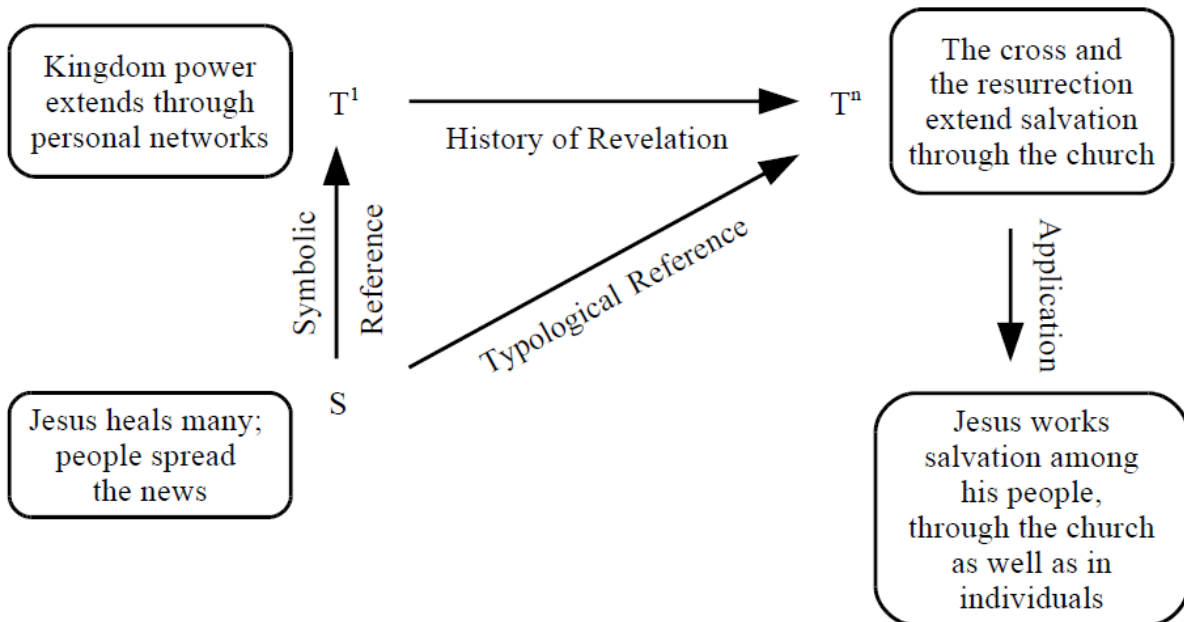 Kingdom power
extends through
personal networks
T¹
History of Revelation
Tⁿ
The cross and
the resurrection
extend salvation
through the church
Symbolic
Reference
Typological Reference
Application
Jesus heals many;
people spread
the news
S
Jesus works
salvation among
his people,
through the church
as well as in
individuals